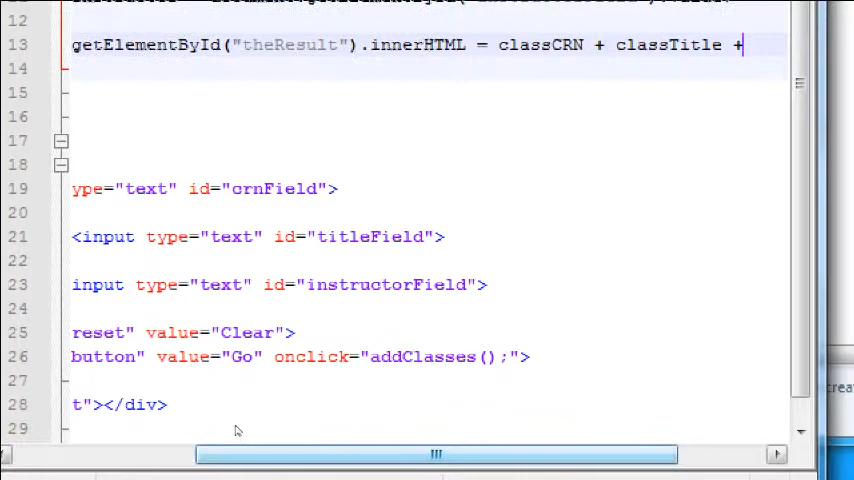 12
13 getElementById("theResult").innerHTML = classCRN + classTitle +
14
15
16
17
18
19 ype="text" id="crnField">
20
21 <input type="text" id="titleField">
22
23 input type="text" id="instructorField">
24
25 reset" value="Clear">
26 button" value="Go" onclick="addClasses();">
27
28 t"></div>
29
creat